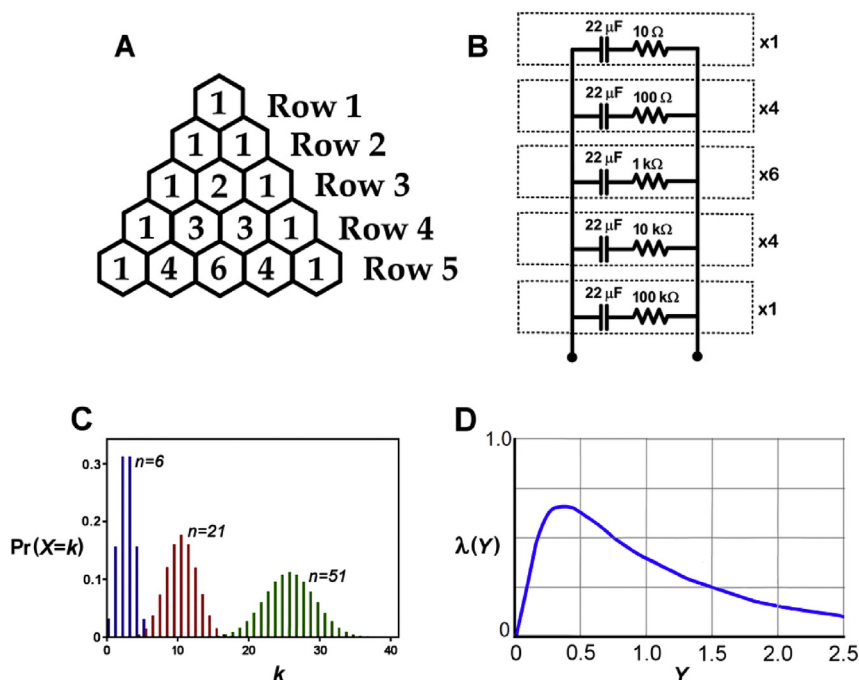 A
1 Row 1
1 1 Row 2
1 2 1 Row 3
1 3 3 1 Row 4
1 4 6 4 1 Row 5
B
22 μF 10 Ω x1
22 μF 100 Ω x4
22 μF 1 kΩ x6
22 μF 10 kΩ x4
22 μF 100 kΩ x1
C
0.3
0.2
0.1
0
n=6
n=21
n=51
Pr(X=k)
0 10 20 30 40
k
D
1.0
λ(Y)
0
0 0.5 1.0 1.5 2.0 2.5
Y